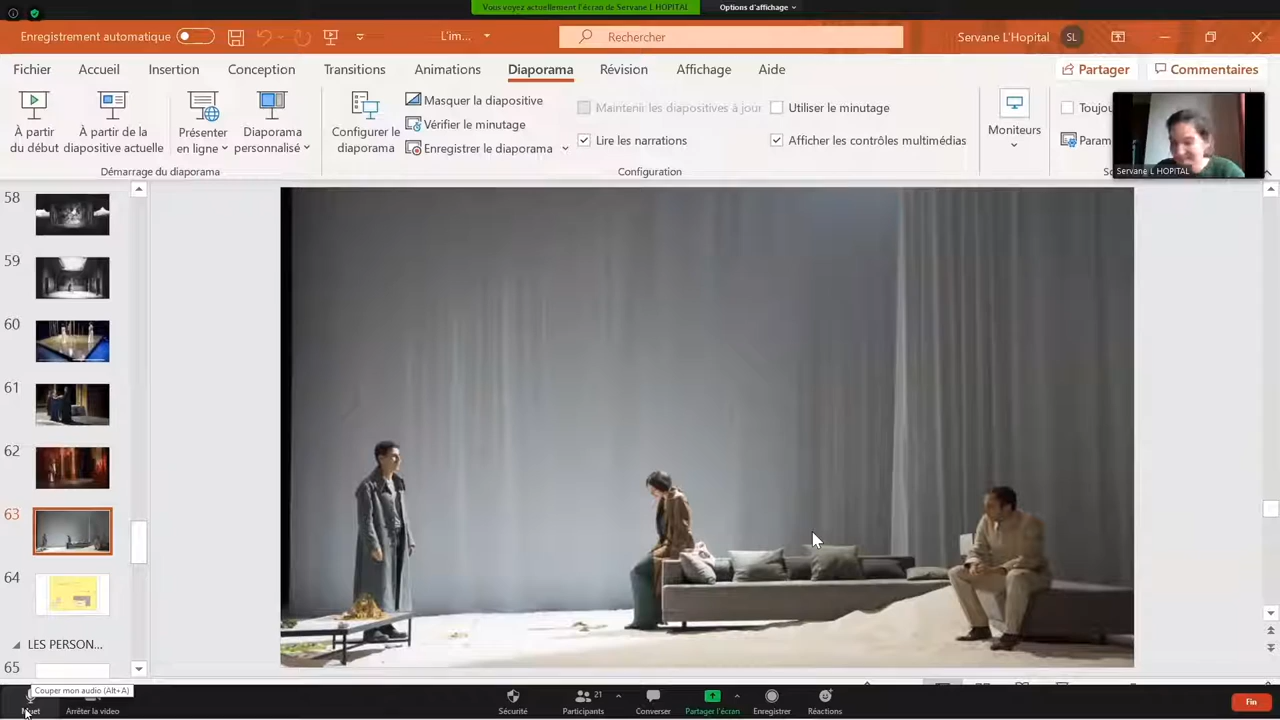 Vous voyez actuellement l'écran de Servane L HOPITAL
Options d'affichage
Enregistrement automatique
L'im...
Rechercher
Servane L'Hopital
SL
Fichier
Accueil
Insertion
Conception
Transitions
Animations
Diaporama
Révision
Affichage
Aide
Partager
Commentaires
À partir
du début
À partir de la
diapositive actuelle
Présenter
en ligne
Diaporama
personnalisé
Configurer le
diaporama
Masquer la diapositive
Vérifier le minutage
Enregistrer le diaporama
Maintenir les diapositives à jour
Utiliser le minutage
Lire les narrations
Afficher les contrôles multimédias
Moniteurs
Toujou
Param
Servane L HOPITAL
Démarrage du diaporama
Configuration
58
59
60
61
62
63
64
LES PERSON...
65
Couper mon audio (Alt+A)
Arrêter la video
Sécurité
Participants
21
Converser
Partager l'écran
Enregistrer
Réactions
Fin